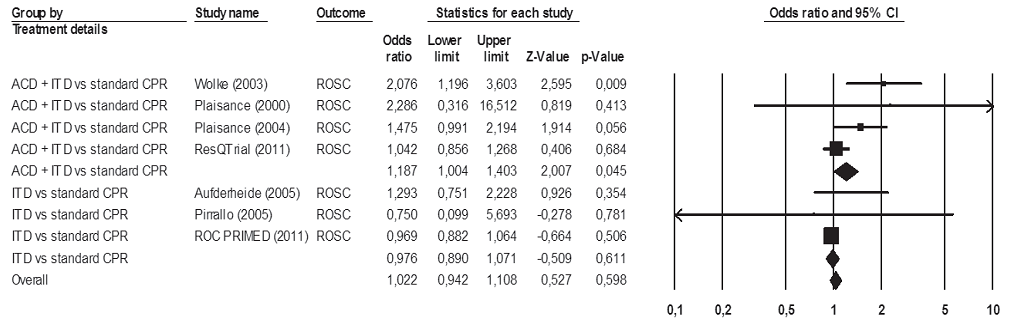 Group by Study name Outcome Statistics for each study Odds ratio and 95% CI
Treatment details
Odds ratio Lower limit Upper limit Z-Value p-Value
ACD + ITD vs standard CPR Wolke (2003) ROSC 2,076 1,196 3,603 2,595 0,009
ACD + ITD vs standard CPR Plaisance (2000) ROSC 2,286 0,316 16,512 0,819 0,413
ACD + ITD vs standard CPR Plaisance (2004) ROSC 1,475 0,991 2,194 1,914 0,056
ACD + ITD vs standard CPR ResQTrial (2011) ROSC 1,042 0,856 1,268 0,406 0,684
ACD + ITD vs standard CPR 1,187 1,004 1,403 2,007 0,045
ITD vs standard CPR Aufderheide (2005) ROSC 1,293 0,751 2,228 0,926 0,354
ITD vs standard CPR Pirrallo (2005) ROSC 0,750 0,099 5,693 -0,278 0,781
ITD vs standard CPR ROC PRIMED (2011) ROSC 0,969 0,882 1,064 -0,664 0,506
ITD vs standard CPR 0,976 0,890 1,071 -0,509 0,611
Overall 1,022 0,942 1,108 0,527 0,598
0,1 0,2 0,5 1 2 5 10